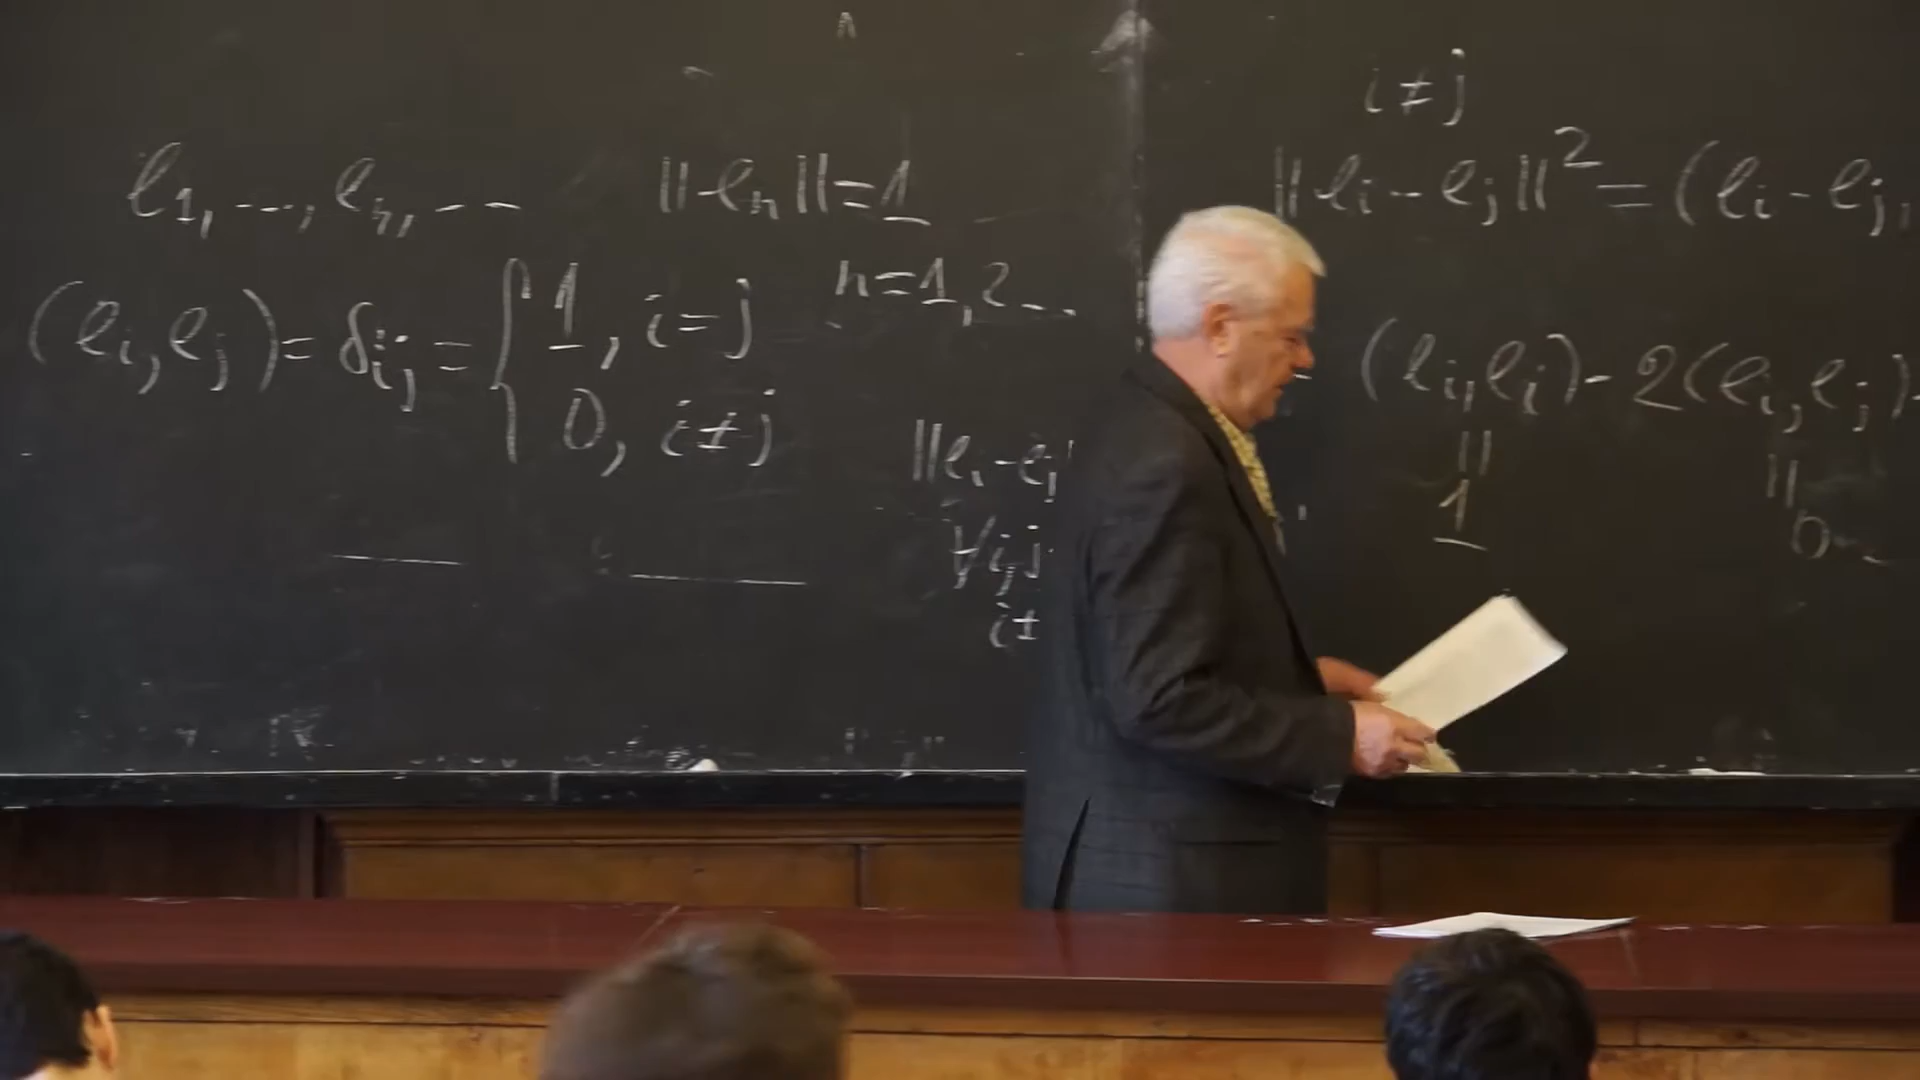 e₁, ..., eₙ, ... ||eₙ|| = 1
n = 1, 2 ...
(eᵢ, eⱼ) = δᵢⱼ = { 1, i = j
0, i ≠ j
||eᵢ - eⱼ
∀ i, j
i ≠
i ≠ j
||eᵢ - eⱼ||² = (eᵢ - eⱼ,
(eᵢ, eᵢ) - 2(eᵢ, eⱼ)
|| ||
1 0